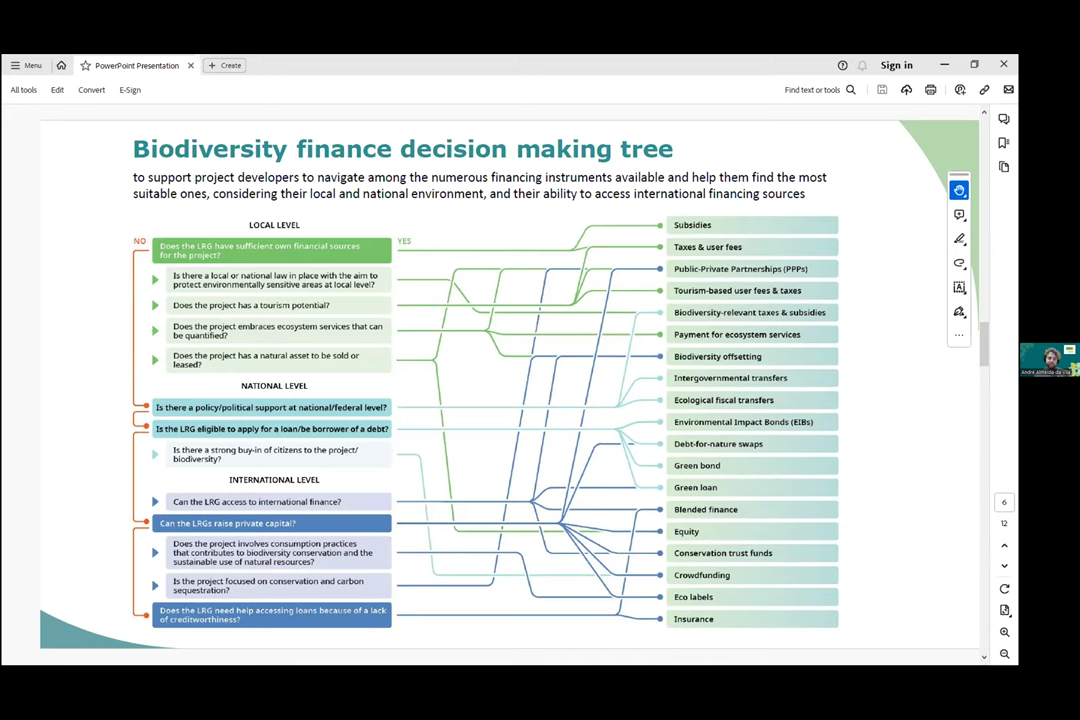 Menu
PowerPoint Presentation
Create
Sign in
All tools
Edit
Convert
E-Sign
Find text or tools
Biodiversity finance decision making tree
to support project developers to navigate among the numerous financing instruments available and help them find the most
suitable ones, considering their local and national environment, and their ability to access international financing sources
LOCAL LEVEL
NO
YES
Does the LRG have sufficient own financial sources
for the project?
Is there a local or national law in place with the aim to
protect environmentally sensitive areas at local level?
Does the project has a tourism potential?
Does the project embraces ecosystem services that can
be quantified?
Does the project has a natural asset to be sold or
leased?
NATIONAL LEVEL
Is there a policy/political support at national/federal level?
Is the LRG eligible to apply for a loan/be borrower of a debt?
Is there a strong buy-in of citizens to the project/
biodiversity?
INTERNATIONAL LEVEL
Can the LRG access to international finance?
Can the LRGs raise private capital?
Does the project involves consumption practices
that contributes to biodiversity conservation and the
sustainable use of natural resources?
Is the project focused on conservation and carbon
sequestration?
Does the LRG need help accessing loans because of a lack
of creditworthiness?
Subsidies
Taxes & user fees
Public-Private Partnerships (PPPs)
Tourism-based user fees & taxes
Biodiversity-relevant taxes & subsidies
Payment for ecosystem services
Biodiversity offsetting
Intergovernmental transfers
Ecological fiscal transfers
Environmental Impact Bonds (EIBs)
Debt-for-nature swaps
Green bond
Green loan
Blended finance
Equity
Conservation trust funds
Crowdfunding
Eco labels
Insurance
6
12
André Almeida da Vila